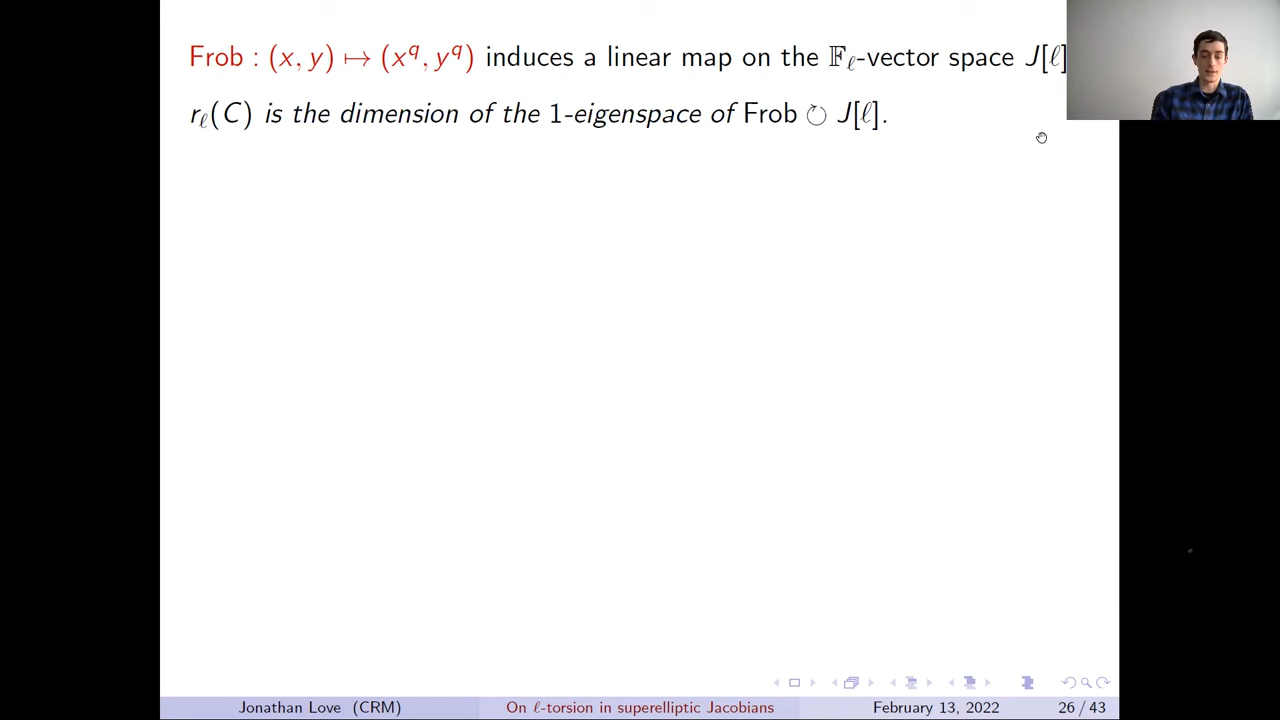 Frob : (x, y) ↦ (x^q, y^q) induces a linear map on the 𝔽_ℓ-vector space J[ℓ]
r_ℓ(C) is the dimension of the 1-eigenspace of Frob ↻ J[ℓ].
Jonathan Love (CRM) On ℓ-torsion in superelliptic Jacobians February 13, 2022 26 / 43